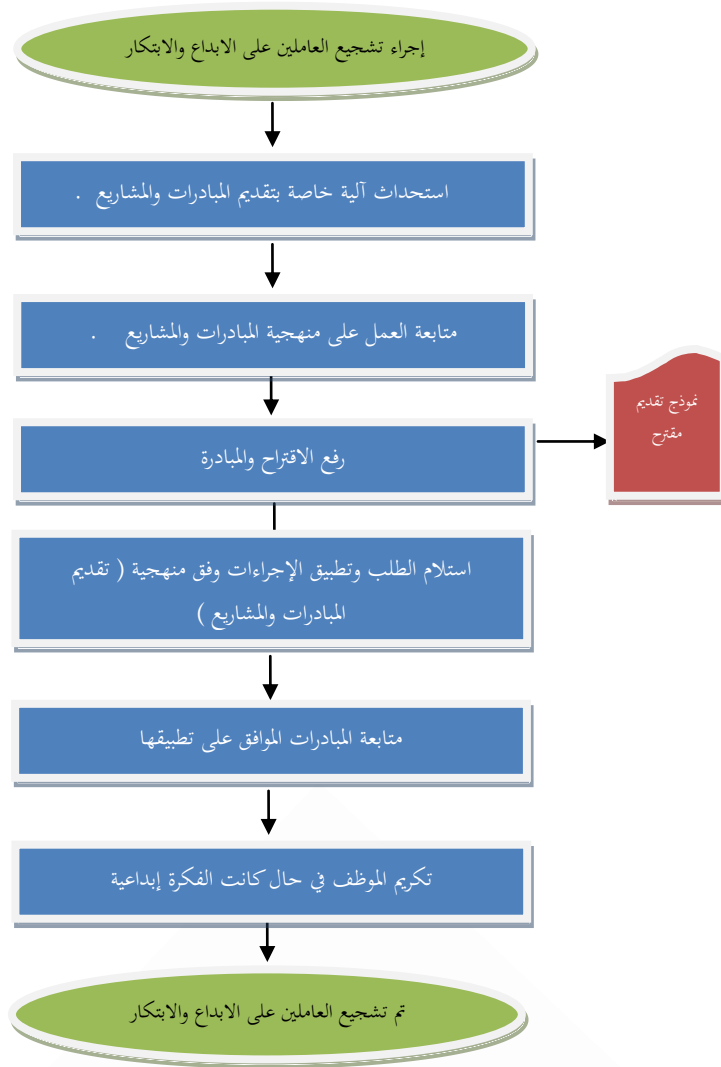 إجراء تشجيع العاملين على الابداع والابتكار
استحداث آلية خاصة بتقديم المبادرات والمشاريع .
متابعة العمل على منهجية المبادرات والمشاريع .
نموذج تقديم
مقترح
رفع الاقتراح والمبادرة
استلام الطلب وتطبيق الإجراءات وفق منهجية ( تقديم
المبادرات والمشاريع )
متابعة المبادرات الموافق على تطبيقها
تكريم الموظف في حال كانت الفكرة إبداعية
تم تشجيع العاملين على الابداع والابتكار